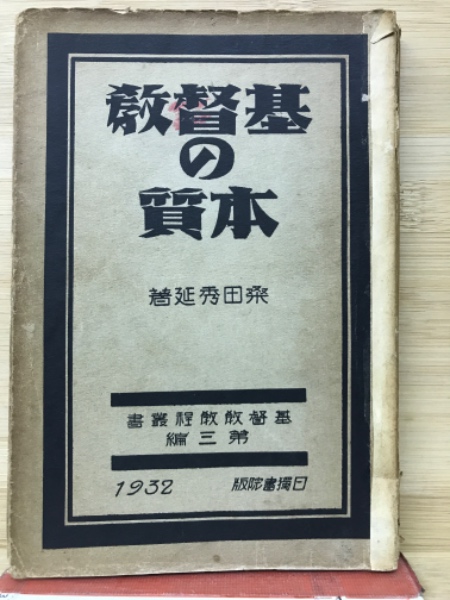 基督教
の
本質
桑田秀延著
基督教教程叢書
第三編
日獨書院版
1932